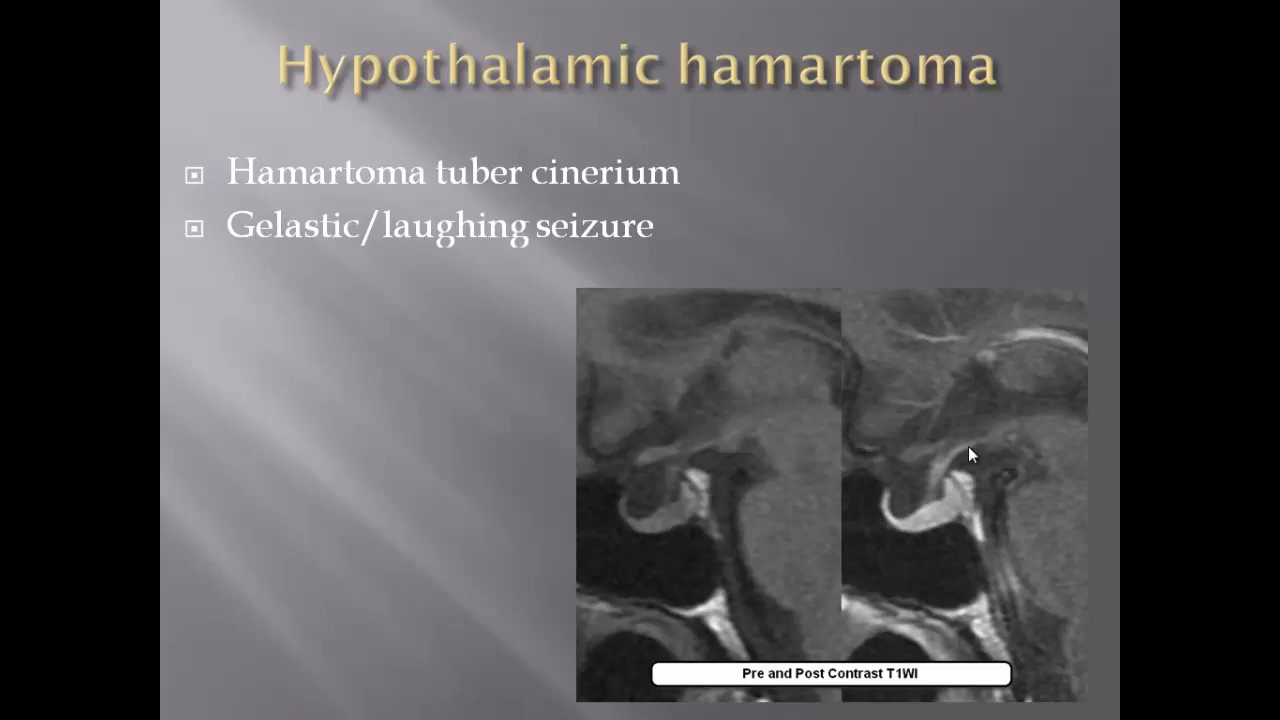 Hypothalamic hamartoma
Hamartoma tuber cinerium
Gelastic/laughing seizure
Pre and Post Contrast T1WI